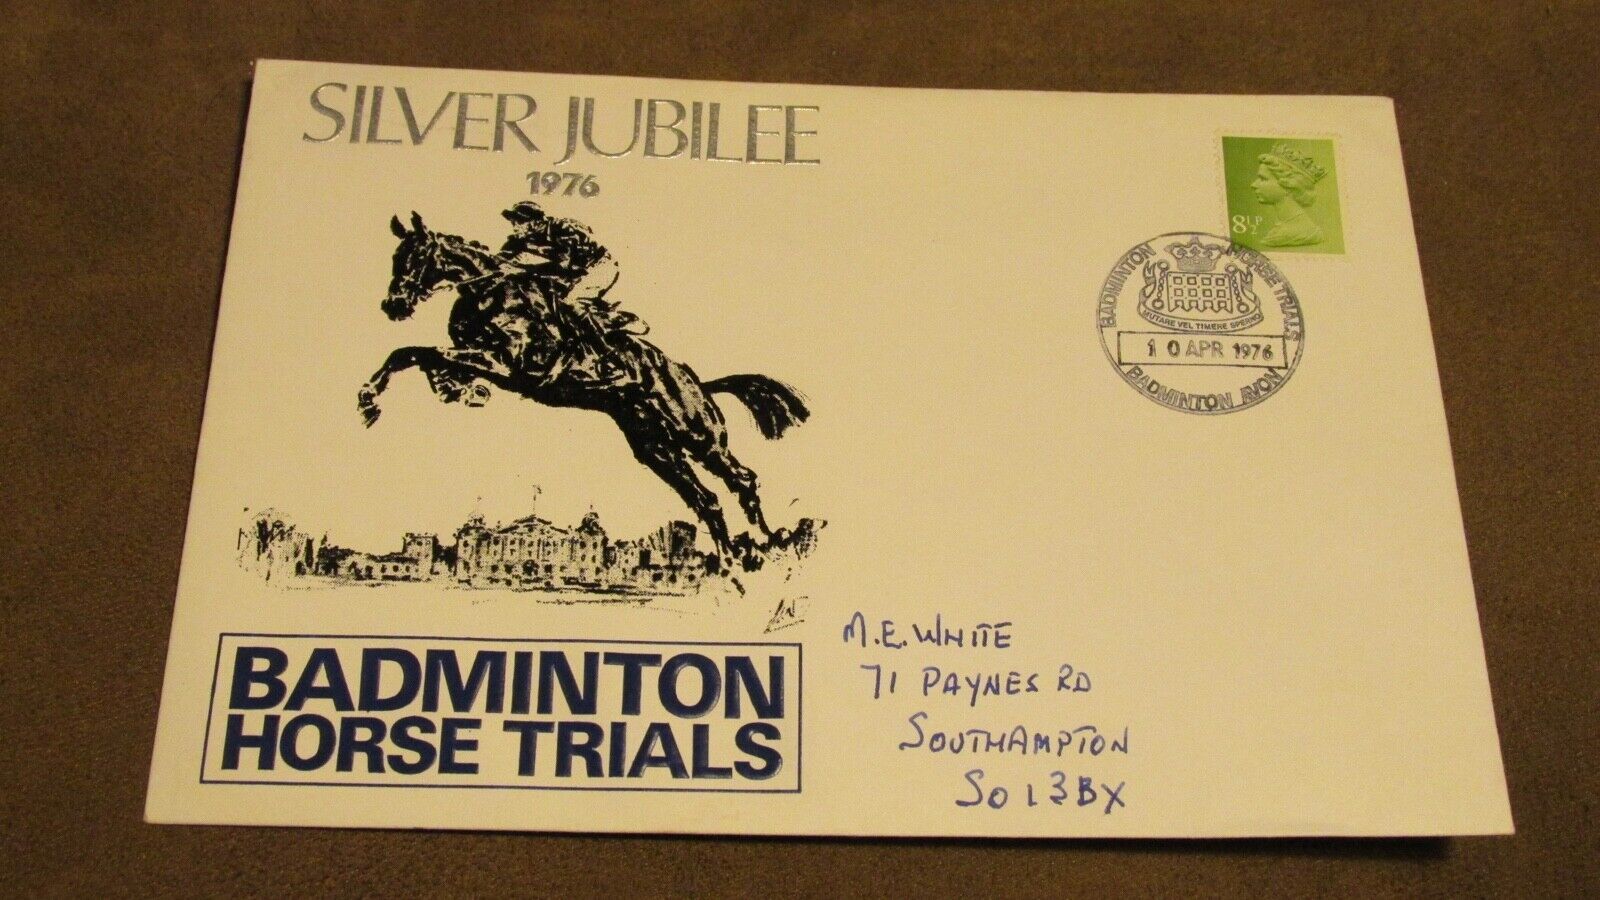 SILVER JUBILEE
1976
8½P
BADMINTON HORSE TRIALS
MUTARE VEL TIMERE SPERNO
10 APR 1976
BADMINTON AVON
M.E. WHITE
71 PAYNES RD
SOUTHAMPTON
SO1 3BX
BADMINTON
HORSE TRIALS